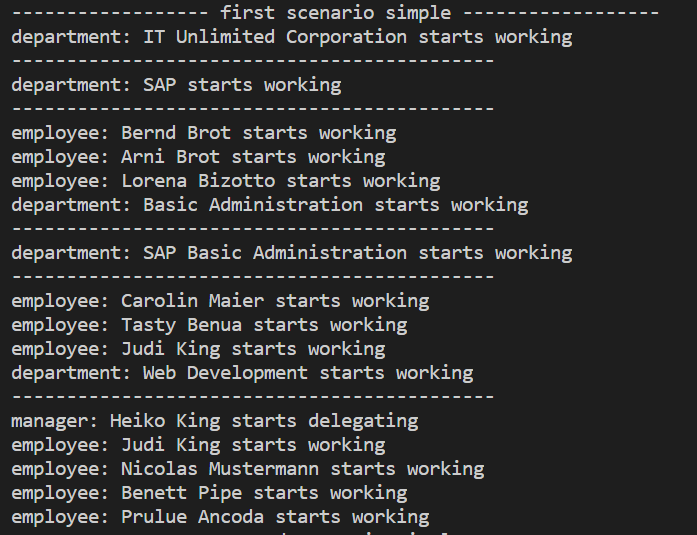 ------------------ first scenario simple ------------------
department: IT Unlimited Corporation starts working
--------------------------------------------
department: SAP starts working
--------------------------------------------
employee: Bernd Brot starts working
employee: Arni Brot starts working
employee: Lorena Bizotto starts working
department: Basic Administration starts working
--------------------------------------------
department: SAP Basic Administration starts working
--------------------------------------------
employee: Carolin Maier starts working
employee: Tasty Benua starts working
employee: Judi King starts working
department: Web Development starts working
--------------------------------------------
manager: Heiko King starts delegating
employee: Judi King starts working
employee: Nicolas Mustermann starts working
employee: Benett Pipe starts working
employee: Prulue Ancoda starts working